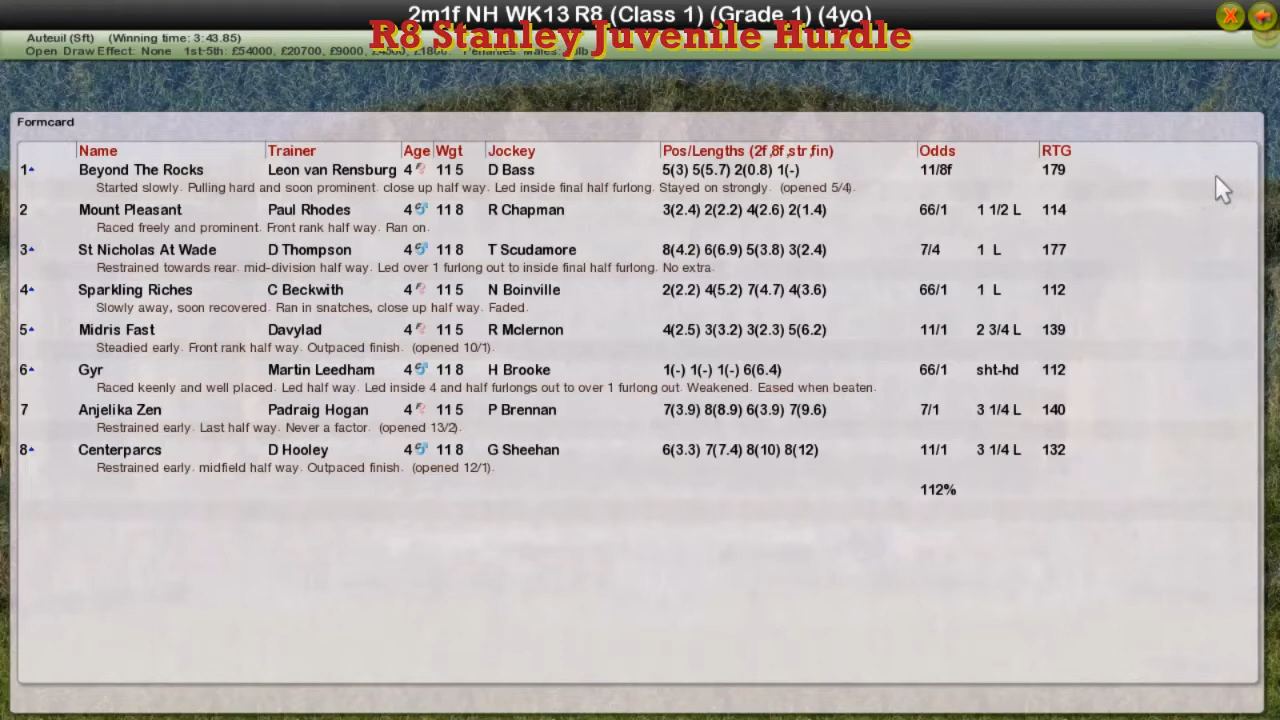 2m1f NH WK13 R8 (Class 1) (Grade 1) (4yo)
R8 Stanley Juvenile Hurdle
Auteuil (Sft) (Winning time: 3:43.85)
Open Draw Effect: None 1st-5th: £54000, £20700, £9000, £4500, £1800. Penalties: Males:
Formcard
Name Trainer Age Wgt Jockey Pos/Lengths (2f,8f,str,fin) Odds RTG
1 Beyond The Rocks Leon van Rensburg 4 11 5 D Bass 5(3) 5(5.7) 2(0.8) 1(-) 11/8f 179
Started slowly. Pulling hard and soon prominent. close up half way. Led inside final half furlong. Stayed on strongly. (opened 5/4).
2 Mount Pleasant Paul Rhodes 4 11 8 R Chapman 3(2.4) 2(2.2) 4(2.6) 2(1.4) 66/1 1 1/2 L 114
Raced freely and prominent. Front rank half way. Ran on.
3 St Nicholas At Wade D Thompson 4 11 8 T Scudamore 8(4.2) 6(6.9) 5(3.8) 3(2.4) 7/4 1 L 177
Restrained towards rear. mid-division half way. Led over 1 furlong out to inside final half furlong. No extra.
4 Sparkling Riches C Beckwith 4 11 5 N Boinville 2(2.2) 4(5.2) 7(4.7) 4(3.6) 66/1 1 L 112
Slowly away, soon recovered. Ran in snatches, close up half way. Faded.
5 Midris Fast Davylad 4 11 5 R Mclernon 4(2.5) 3(3.2) 3(2.3) 5(6.2) 11/1 2 3/4 L 139
Steadied early. Front rank half way. Outpaced finish. (opened 10/1).
6 Gyr Martin Leedham 4 11 8 H Brooke 1(-) 1(-) 1(-) 6(6.4) 66/1 sht-hd 112
Raced keenly and well placed. Led half way. Led inside 4 and half furlongs out to over 1 furlong out. Weakened. Eased when beaten.
7 Anjelika Zen Padraig Hogan 4 11 5 P Brennan 7(3.9) 8(8.9) 6(3.9) 7(9.6) 7/1 3 1/4 L 140
Restrained early. Last half way. Never a factor. (opened 13/2).
8 Centerparcs D Hooley 4 11 8 G Sheehan 6(3.3) 7(7.4) 8(10) 8(12) 11/1 3 1/4 L 132
Restrained early. midfield half way. Outpaced finish. (opened 12/1).
112%